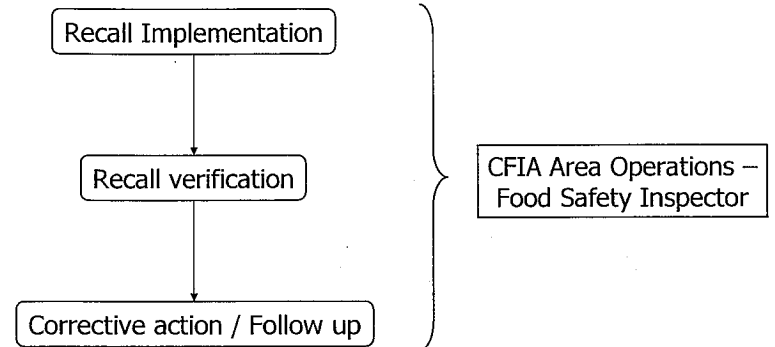 Recall Implementation
Recall verification
Corrective action / Follow up
CFIA Area Operations –
Food Safety Inspector